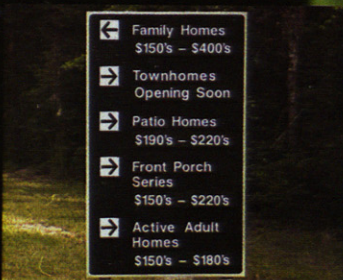 Family Homes
$150's – $400's
Townhomes
Opening Soon
Patio Homes
$190's – $220's
Front Porch
Series
$150's – $220's
Active Adult
Homes
$150's – $180's